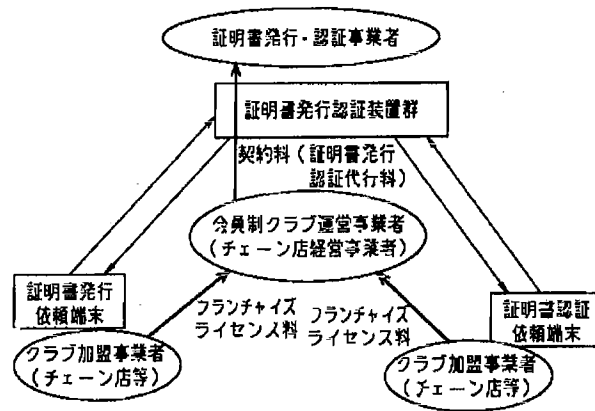 証明書発行・認証事業者
証明書発行認証装置群
契約料(証明書発行
認証代行料)
会員制クラブ運営事業者
(チェーン店経営事業者)
証明書発行
依頼端末
フランチャイズ
ライセンス料
フランチャイズ
ライセンス料
証明書認証
依頼端末
クラブ加盟事業者
(チェーン店等)
クラブ加盟事業者
(チェーン店等)